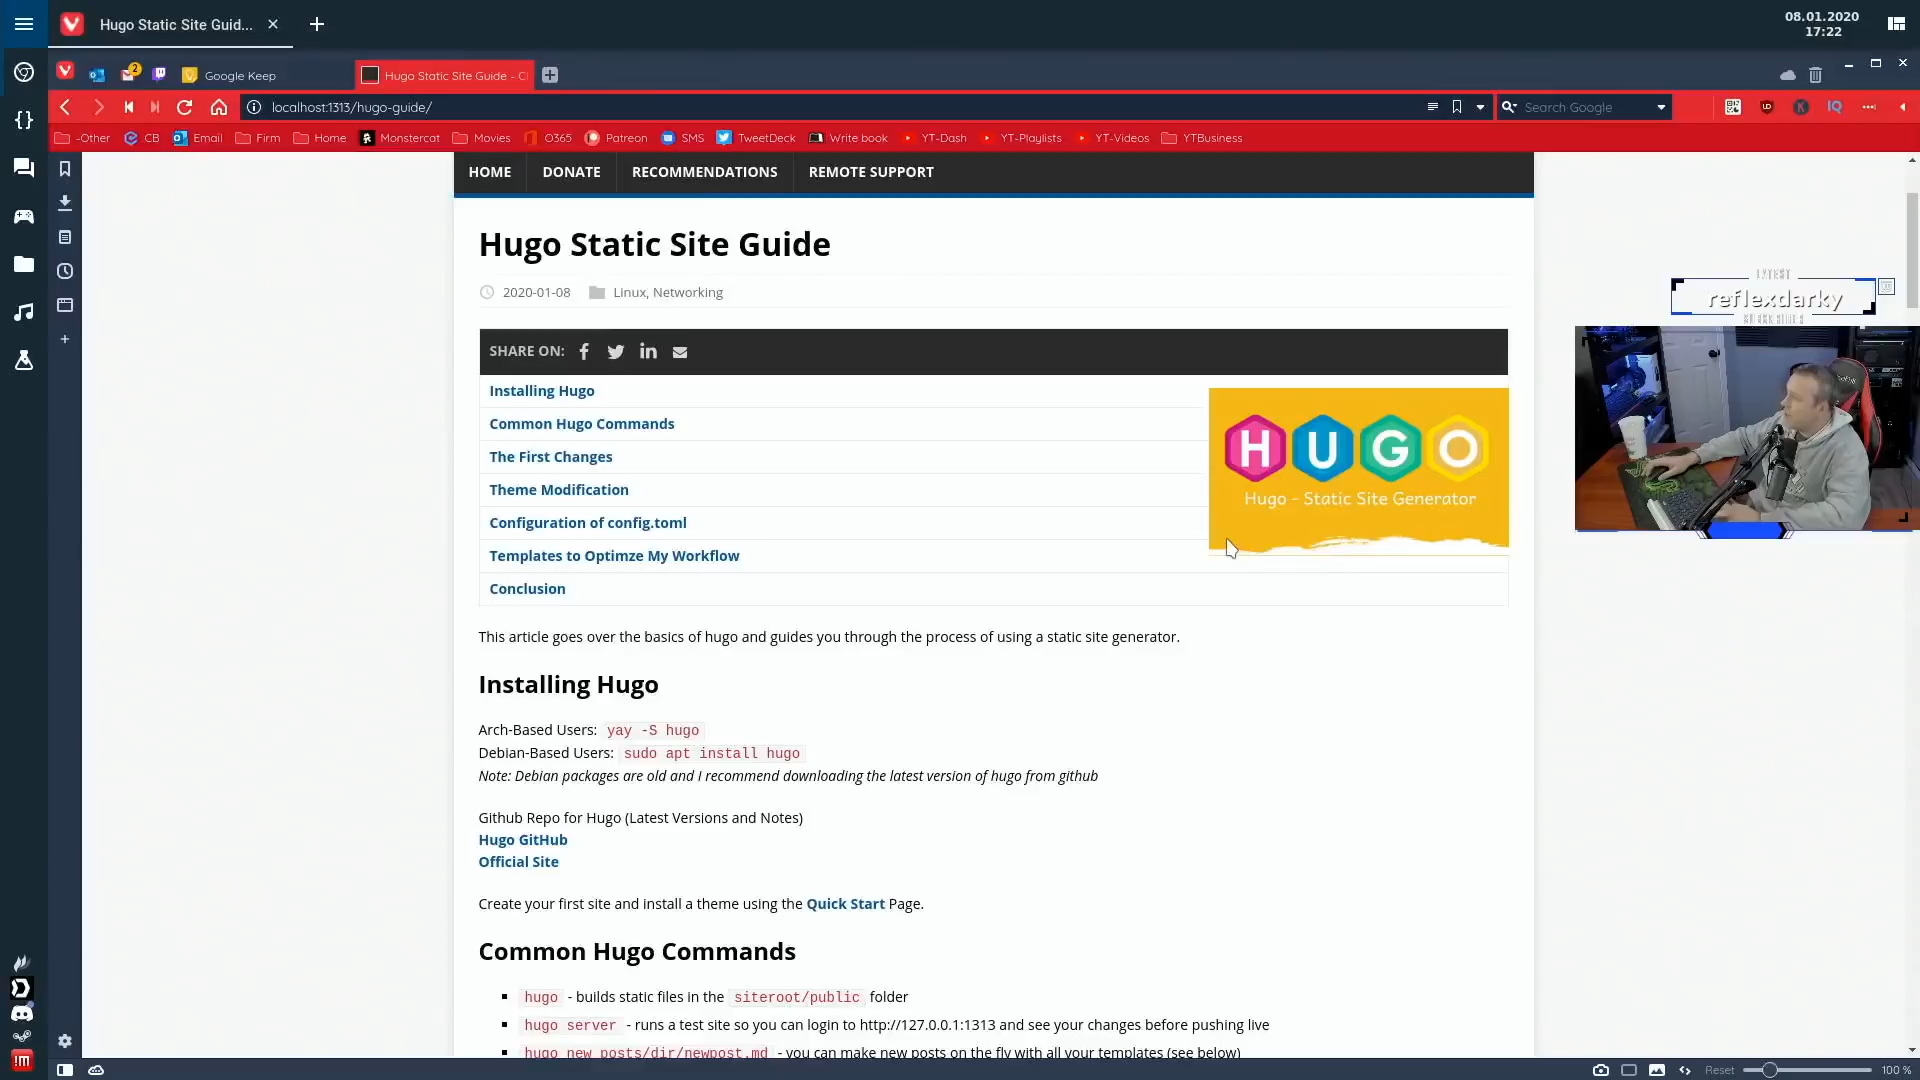 Hugo Static Site Guid...
08.01.2020
17:22
2
Google Keep
Hugo Static Site Guide - C
localhost:1313/hugo-guide/
Search Google
-Other
CB
Email
Firm
Home
Monstercat
Movies
O365
Patreon
SMS
TweetDeck
Write book
YT-Dash
YT-Playlists
YT-Videos
YTBusiness
HOME
DONATE
RECOMMENDATIONS
REMOTE SUPPORT
Hugo Static Site Guide
2020-01-08
Linux, Networking
LATEST
reflexdarky
SHARE ON:
Installing Hugo
Common Hugo Commands
The First Changes
Theme Modification
Configuration of config.toml
Templates to Optimze My Workflow
Conclusion
HUGO
Hugo - Static Site Generator
This article goes over the basics of hugo and guides you through the process of using a static site generator.
Installing Hugo
Arch-Based Users: yay -S hugo
Debian-Based Users: sudo apt install hugo
Note: Debian packages are old and I recommend downloading the latest version of hugo from github
Github Repo for Hugo (Latest Versions and Notes)
Hugo GitHub
Official Site
Create your first site and install a theme using the Quick Start Page.
Common Hugo Commands
hugo - builds static files in the siteroot/public folder
hugo server - runs a test site so you can login to http://127.0.0.1:1313 and see your changes before pushing live
hugo new posts/dir/newpost.md - you can make new posts on the fly with all your templates (see below)
Reset
100 %